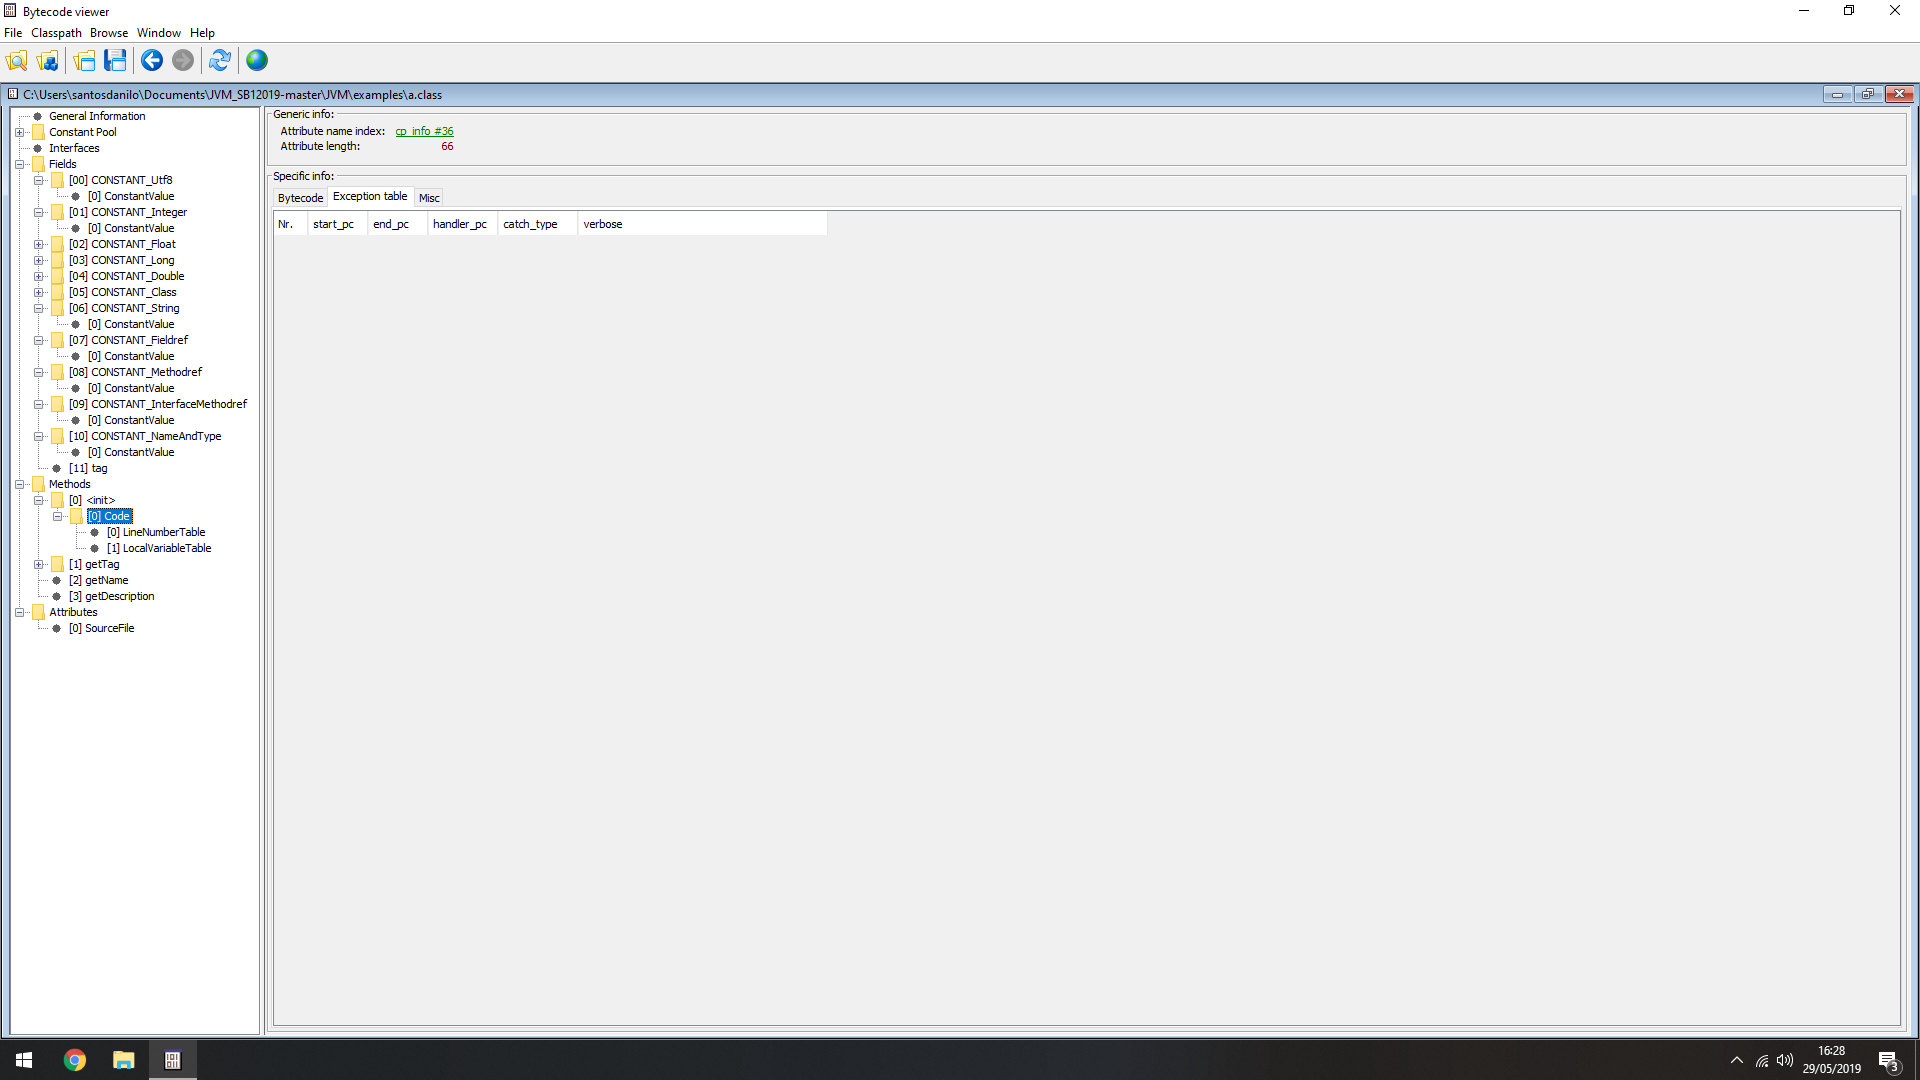 Bytecode viewer
File Classpath Browse Window Help
C:\Users\santosdanilo\Documents\JVM_SB12019-master\JVM\examples\a.class
General Information
Constant Pool
Interfaces
Fields
[00] CONSTANT_Utf8
[0] ConstantValue
[01] CONSTANT_Integer
[0] ConstantValue
[02] CONSTANT_Float
[03] CONSTANT_Long
[04] CONSTANT_Double
[05] CONSTANT_Class
[06] CONSTANT_String
[0] ConstantValue
[07] CONSTANT_Fieldref
[0] ConstantValue
[08] CONSTANT_Methodref
[0] ConstantValue
[09] CONSTANT_InterfaceMethodref
[0] ConstantValue
[10] CONSTANT_NameAndType
[0] ConstantValue
[11] tag
Methods
[0] <init>
[0] Code
[0] LineNumberTable
[1] LocalVariableTable
[1] getTag
[2] getName
[3] getDescription
Attributes
[0] SourceFile
Generic info:
Attribute name index: cp_info #36
Attribute length: 66
Specific info:
Bytecode Exception table Misc
Nr. start_pc end_pc handler_pc catch_type verbose
16:28
29/05/2019
3